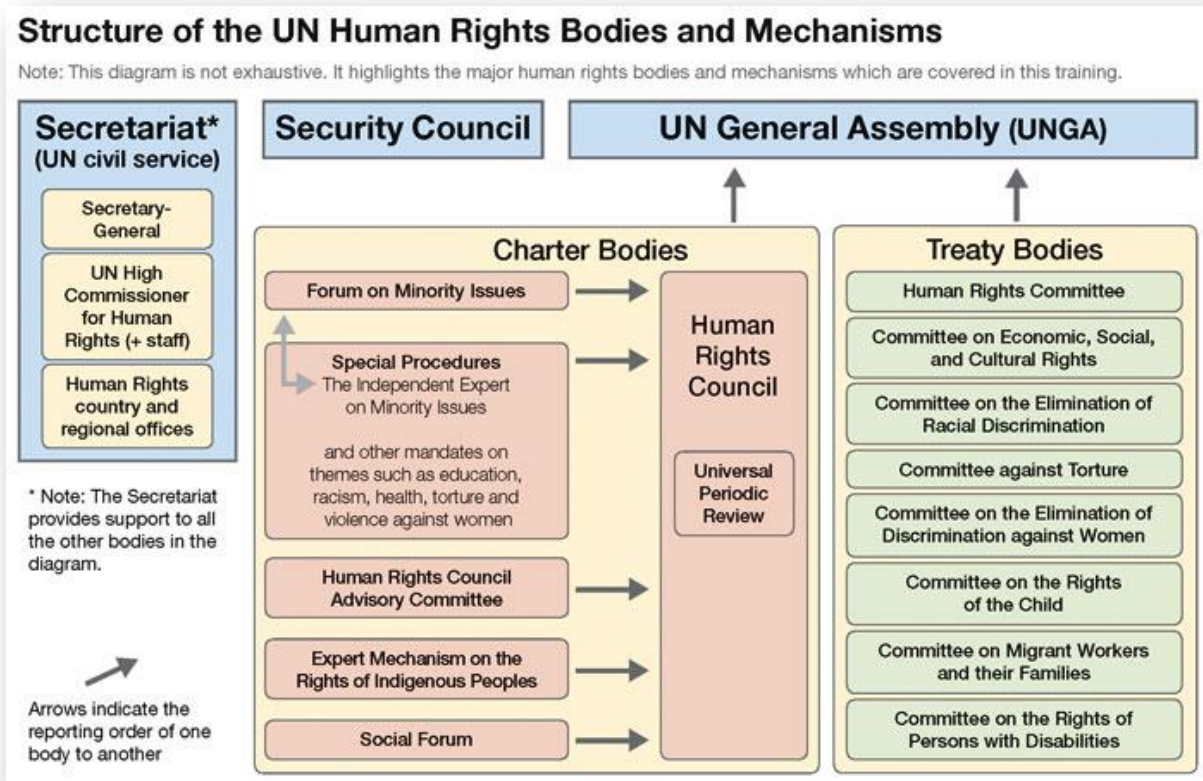 Structure of the UN Human Rights Bodies and Mechanisms
Note: This diagram is not exhaustive. It highlights the major human rights bodies and mechanisms which are covered in this training.
Secretariat*
(UN civil service)
Secretary-
General
UN High
Commissioner
for Human
Rights (+ staff)
Human Rights
country and
regional offices
* Note: The Secretariat
provides support to all
the other bodies in the
diagram.
Arrows indicate the
reporting order of one
body to another
Security Council
UN General Assembly (UNGA)
Charter Bodies
Forum on Minority Issues
Special Procedures
The Independent Expert
on Minority Issues
and other mandates on
themes such as education,
racism, health, torture and
violence against women
Human Rights Council
Advisory Committee
Expert Mechanism on the
Rights of Indigenous Peoples
Social Forum
Human
Rights
Council
Universal
Periodic
Review
Treaty Bodies
Human Rights Committee
Committee on Economic, Social,
and Cultural Rights
Committee on the Elimination of
Racial Discrimination
Committee against Torture
Committee on the Elimination of
Discrimination against Women
Committee on the Rights
of the Child
Committee on Migrant Workers
and their Families
Committee on the Rights of
Persons with Disabilities